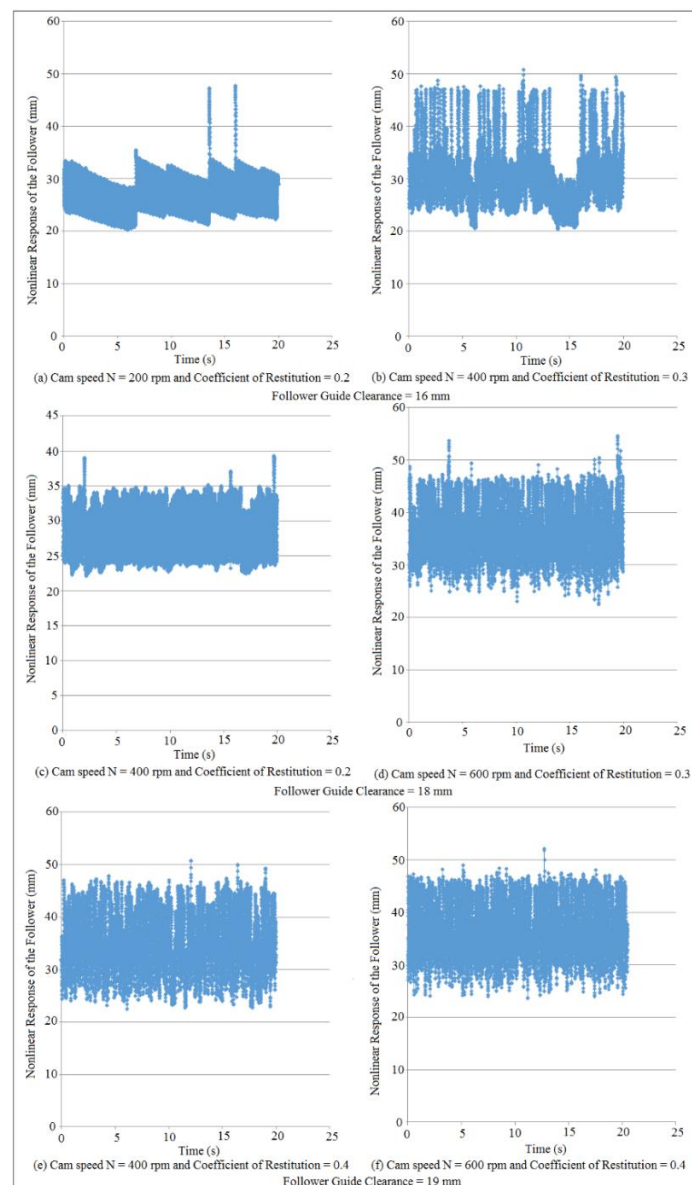 60
50
40
30
20
10
0
0 5 10 15 20 25
Nonlinear Response of the Follower (mm)
Time (s)
(a) Cam speed N = 200 rpm and Coefficient of Restitution = 0.2
60
50
40
30
20
10
0
0 5 10 15 20 25
Nonlinear Response of the Follower (mm)
Time (s)
(b) Cam speed N = 400 rpm and Coefficient of Restitution = 0.3
Follower Guide Clearance = 16 mm
45
40
35
30
25
20
15
10
5
0
0 5 10 15 20 25
Nonlinear Response of the Follower (mm)
Time (s)
(c) Cam speed N = 400 rpm and Coefficient of Restitution = 0.2
60
50
40
30
20
10
0
0 5 10 15 20 25
Nonlinear Response of the Follower (mm)
Time (s)
(d) Cam speed N = 600 rpm and Coefficient of Restitution = 0.3
Follower Guide Clearance = 18 mm
60
50
40
30
20
10
0
0 5 10 15 20 25
Nonlinear Response of the Follower (mm)
Time (s)
(e) Cam speed N = 400 rpm and Coefficient of Restitution = 0.4
60
50
40
30
20
10
0
0 5 10 15 20 25
Nonlinear Response of the Follower (mm)
Time (s)
(f) Cam speed N = 600 rpm and Coefficient of Restitution = 0.4
Follower Guide Clearance = 19 mm